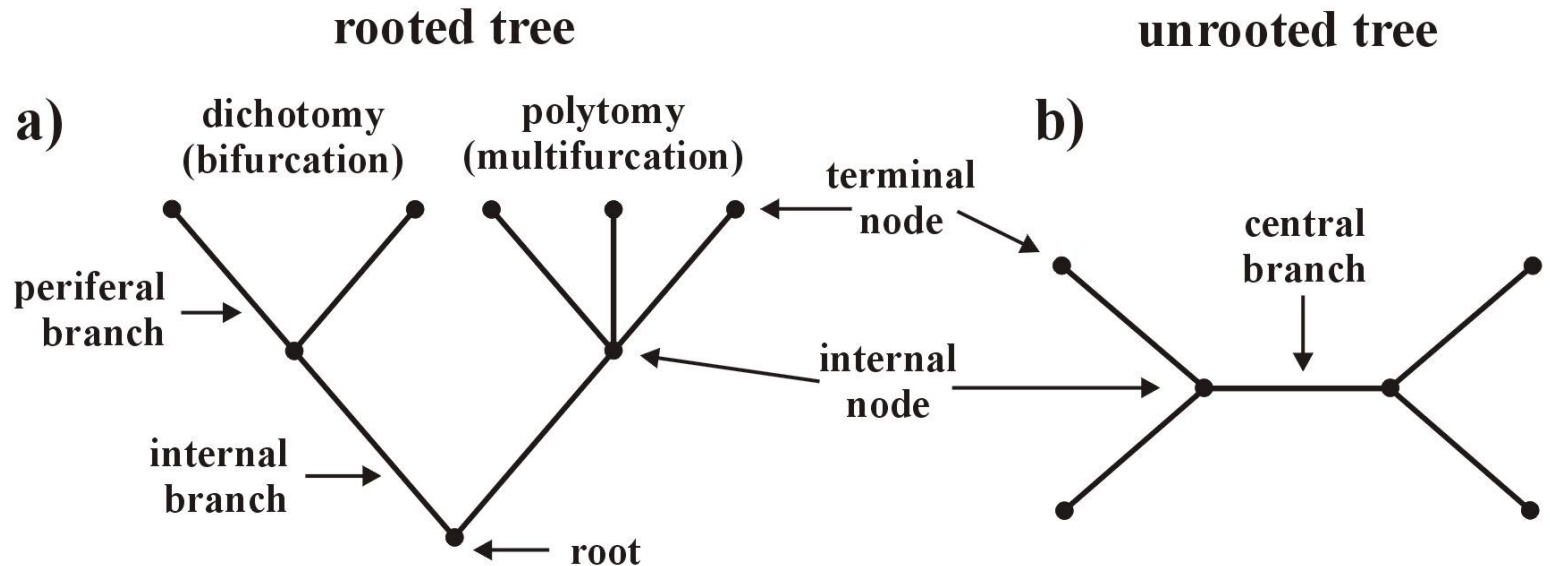 rooted tree
unrooted tree
a)
dichotomy
(bifurcation)
polytomy
(multifurcation)
b)
terminal
node
central
branch
periferal
branch
internal
node
internal
branch
root